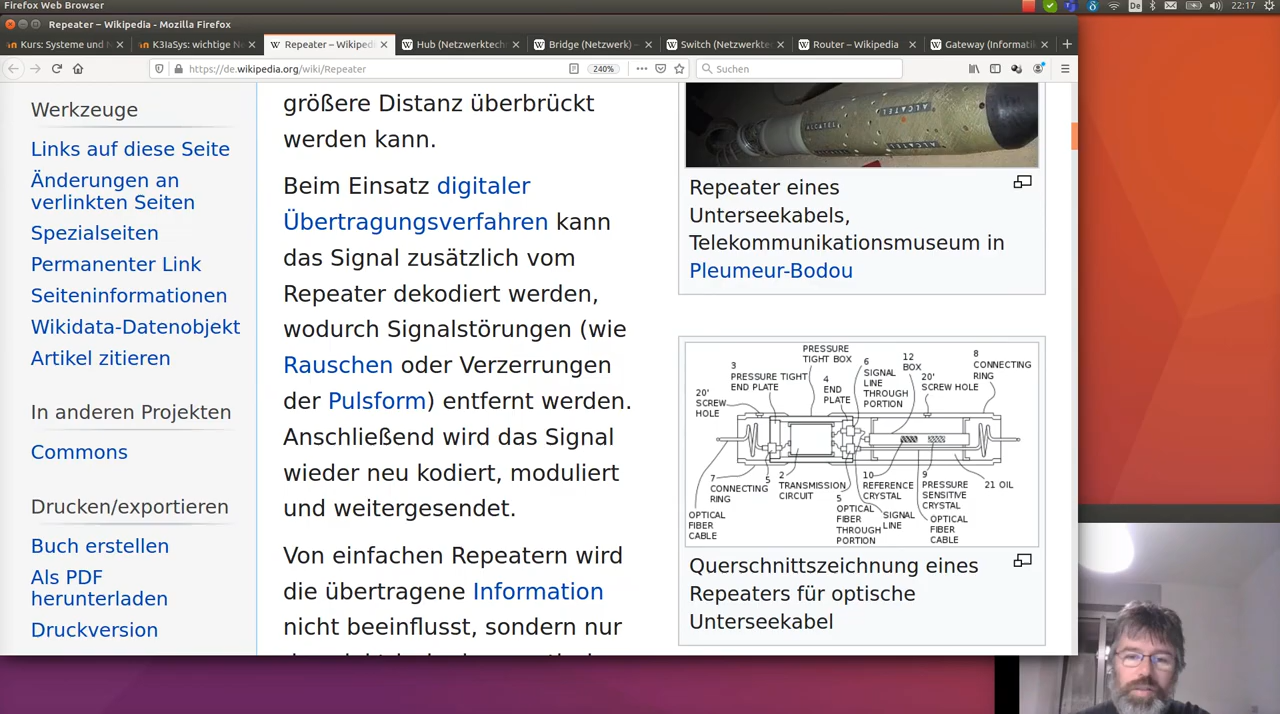 Firefox Web Browser
De
22:17
Repeater – Wikipedia - Mozilla Firefox
Kurs: Systeme und N
K3IaSys: wichtige N
Repeater – Wikiped
Hub (Netzwerktech
Bridge (Netzwerk) –
Switch (Netzwerkte
Router – Wikipedia
Gateway (Informati
https://de.wikipedia.org/wiki/Repeater
240%
Suchen
Werkzeuge
Links auf diese Seite
Änderungen an
verlinkten Seiten
Spezialseiten
Permanenter Link
Seiteninformationen
Wikidata-Datenobjekt
Artikel zitieren
In anderen Projekten
Commons
Drucken/exportieren
Buch erstellen
Als PDF
herunterladen
Druckversion
größere Distanz überbrückt
werden kann.
Beim Einsatz digitaler
Übertragungsverfahren kann
das Signal zusätzlich vom
Repeater dekodiert werden,
wodurch Signalstörungen (wie
Rauschen oder Verzerrungen
der Pulsform) entfernt werden.
Anschließend wird das Signal
wieder neu kodiert, moduliert
und weitergesendet.
Von einfachen Repeatern wird
die übertragene Information
nicht beeinflusst, sondern nur
ALCATEL
ALCATEL
ALCATEL
Repeater eines
Unterseekabels,
Telekommunikationsmuseum in
Pleumeur-Bodou
PRESSURE
TIGHT BOX
3
PRESSURE TIGHT
END PLATE
4
END
PLATE
6
SIGNAL
LINE
THROUGH
PORTION
12
BOX
20'
SCREW HOLE
8
CONNECTING
RING
20'
SCREW
HOLE
7
CONNECTING
RING
5
2
TRANSMISSION
CIRCUIT
10
REFERENCE
CRYSTAL
9
PRESSURE
SENSITIVE
CRYSTAL
21 OIL
OPTICAL
FIBER
CABLE
5
OPTICAL
FIBER
THROUGH
PORTION
SIGNAL
LINE
OPTICAL
FIBER
CABLE
Querschnittszeichnung eines
Repeaters für optische
Unterseekabel